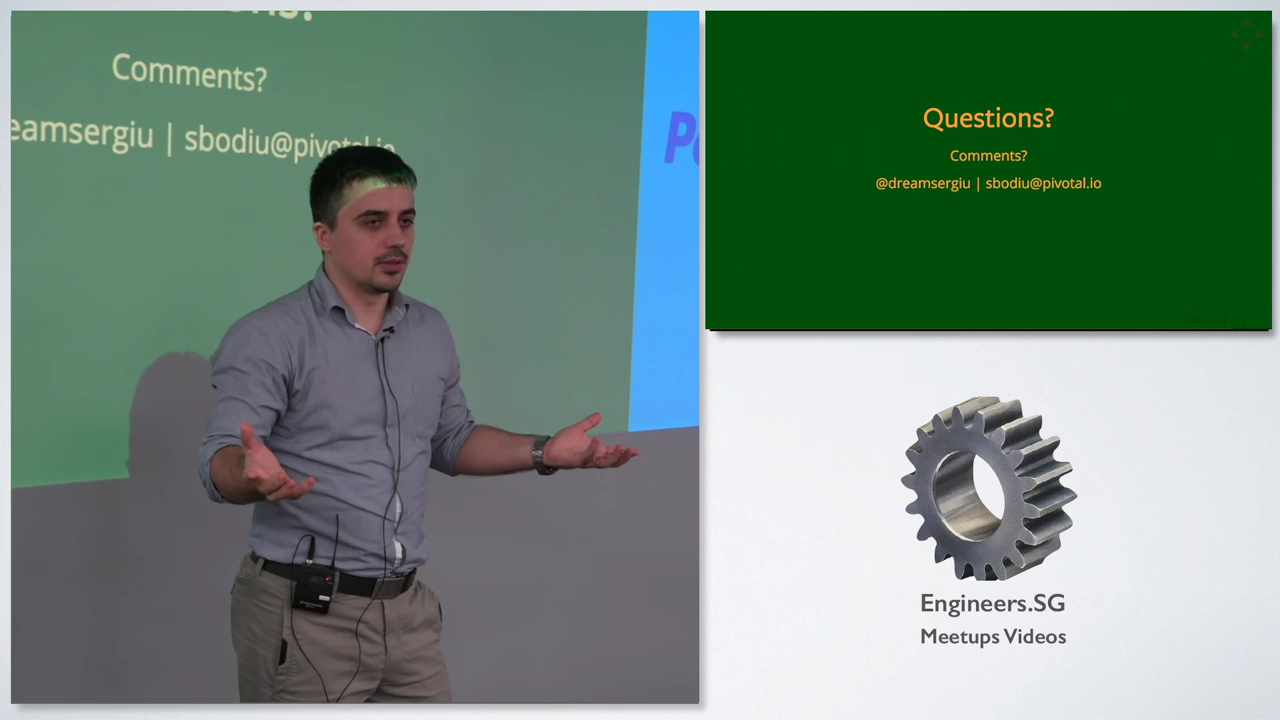 Comments?
eamsergiu | sbodiu@pivotal.io
Questions?
Comments?
@dreamsergiu | sbodiu@pivotal.io
Engineers.SG
Meetups Videos